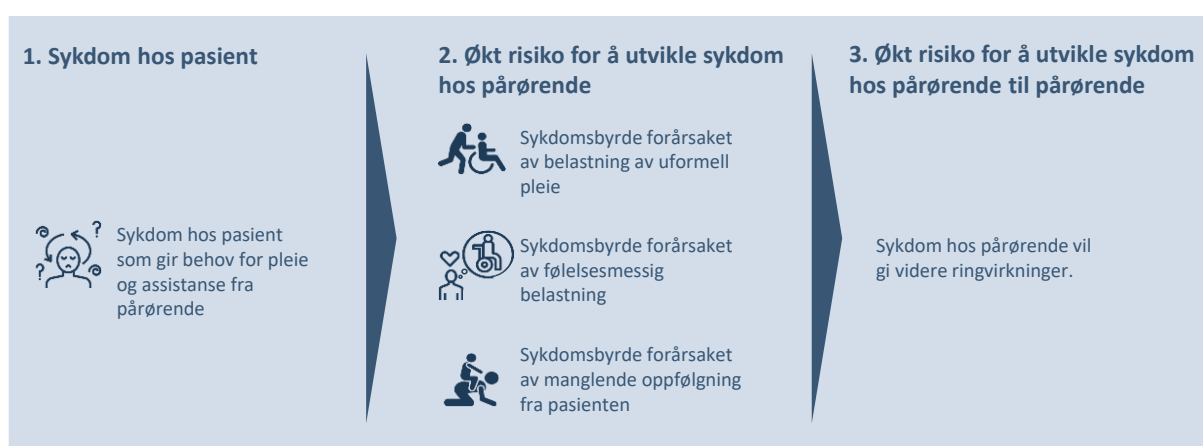 1. Sykdom hos pasient
Sykdom hos pasient
som gir behov for pleie
og assistanse fra
pårørende
2. Økt risiko for å utvikle sykdom
hos pårørende
Sykdomsbyrde forårsaket
av belastning av uformell
pleie
Sykdomsbyrde forårsaket
av følelsesmessig
belastning
Sykdomsbyrde forårsaket
av manglende oppfølgning
fra pasienten
3. Økt risiko for å utvikle sykdom
hos pårørende til pårørende
Sykdom hos pårørende vil
gi videre ringvirkninger.